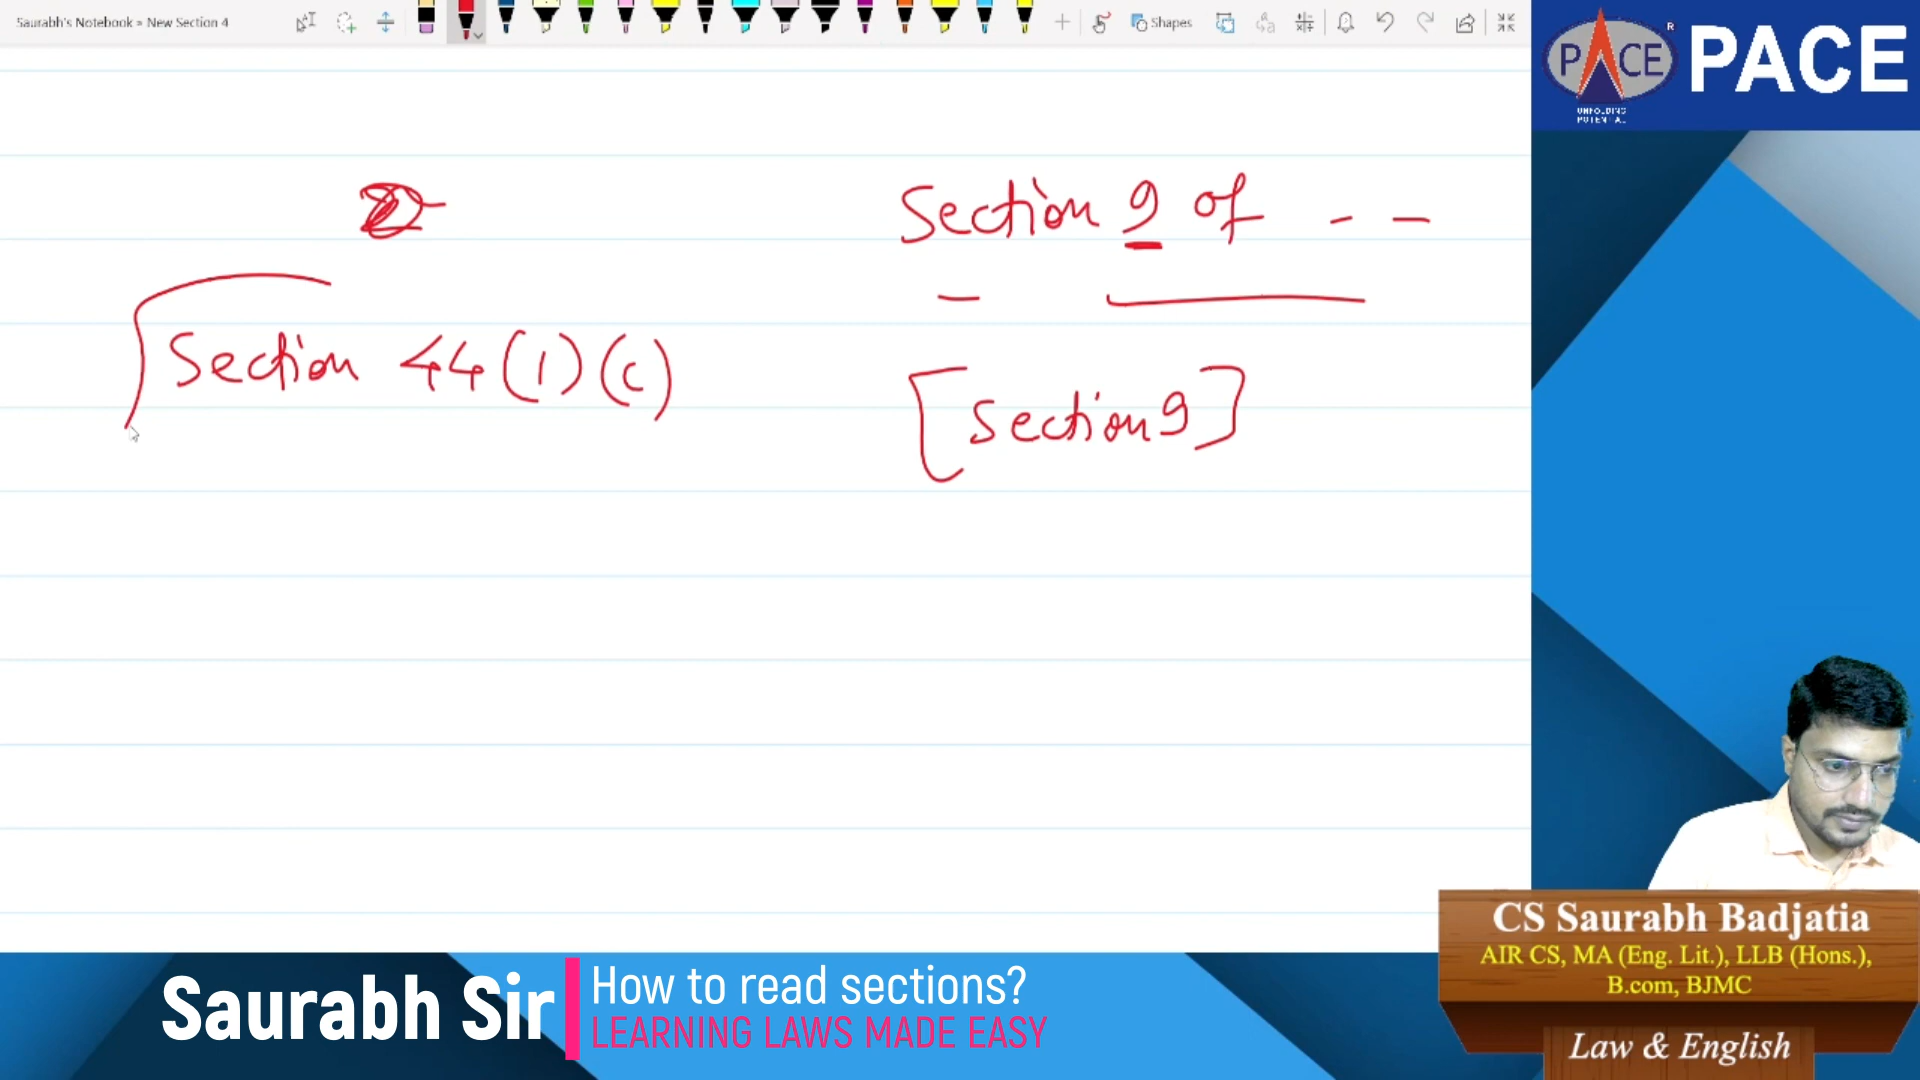 Saurabh's Notebook » New Section 4
Shapes
PACE
UNFOLDING
POTENTIAL
PACE
Section 9 of - -
Section 44(1)(c)
[Section 9]
CS Saurabh Badjatia
AIR CS, MA (Eng. Lit.), LLB (Hons.),
B.com, BJMC
Law & English
Saurabh Sir
How to read sections?
LEARNING LAWS MADE EASY